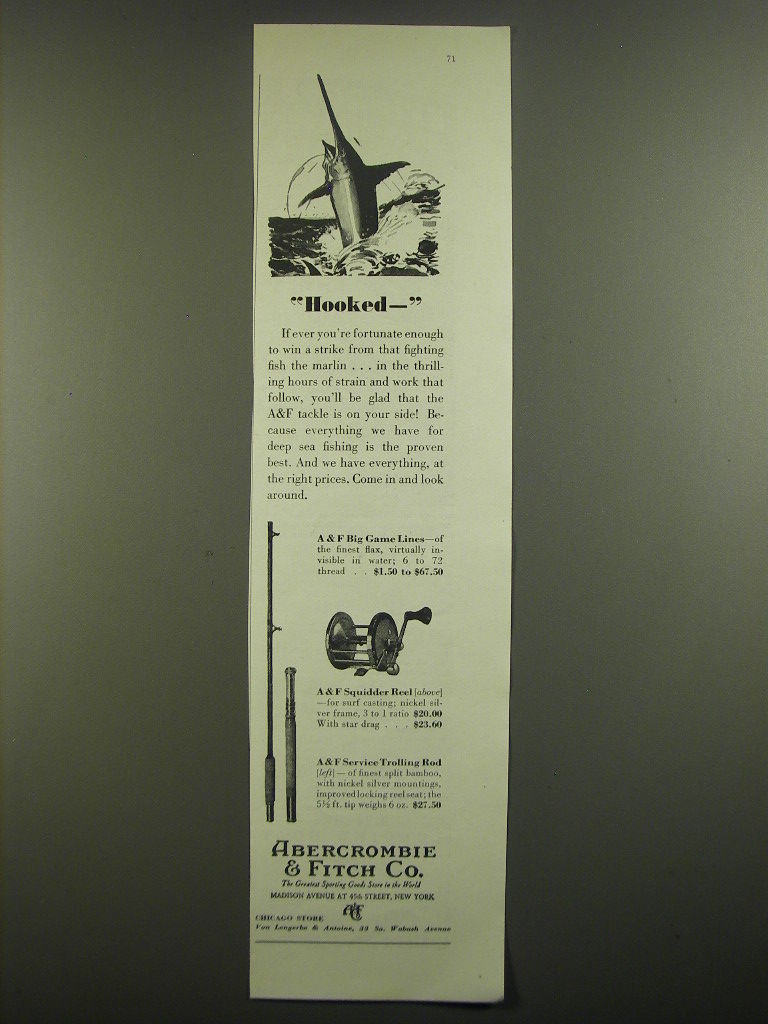 71
“Hooked—”
If ever you're fortunate enough
to win a strike from that fighting
fish the marlin . . . in the thrill-
ing hours of strain and work that
follow, you'll be glad that the
A&F tackle is on your side! Be-
cause everything we have for
deep sea fishing is the proven
best. And we have everything, at
the right prices. Come in and look
around.
A & F Big Game Lines—of
the finest flax, virtually in-
visible in water; 6 to 72
thread . . $1.50 to $67.50
A & F Squidder Reel [above]
—for surf casting; nickel sil-
ver frame, 3 to 1 ratio $20.00
With star drag . . . $23.60
A & F Service Trolling Rod
[left] — of finest split bamboo,
with nickel silver mountings,
improved locking reel seat; the
5½ ft. tip weighs 6 oz. $27.50
ABERCROMBIE
& FITCH CO.
The Greatest Sporting Goods Store in the World
MADISON AVENUE AT 45th STREET, NEW YORK
A&F Co
CHICAGO STORE
Von Lengerke & Antoine, 33 So. Wabash Avenue